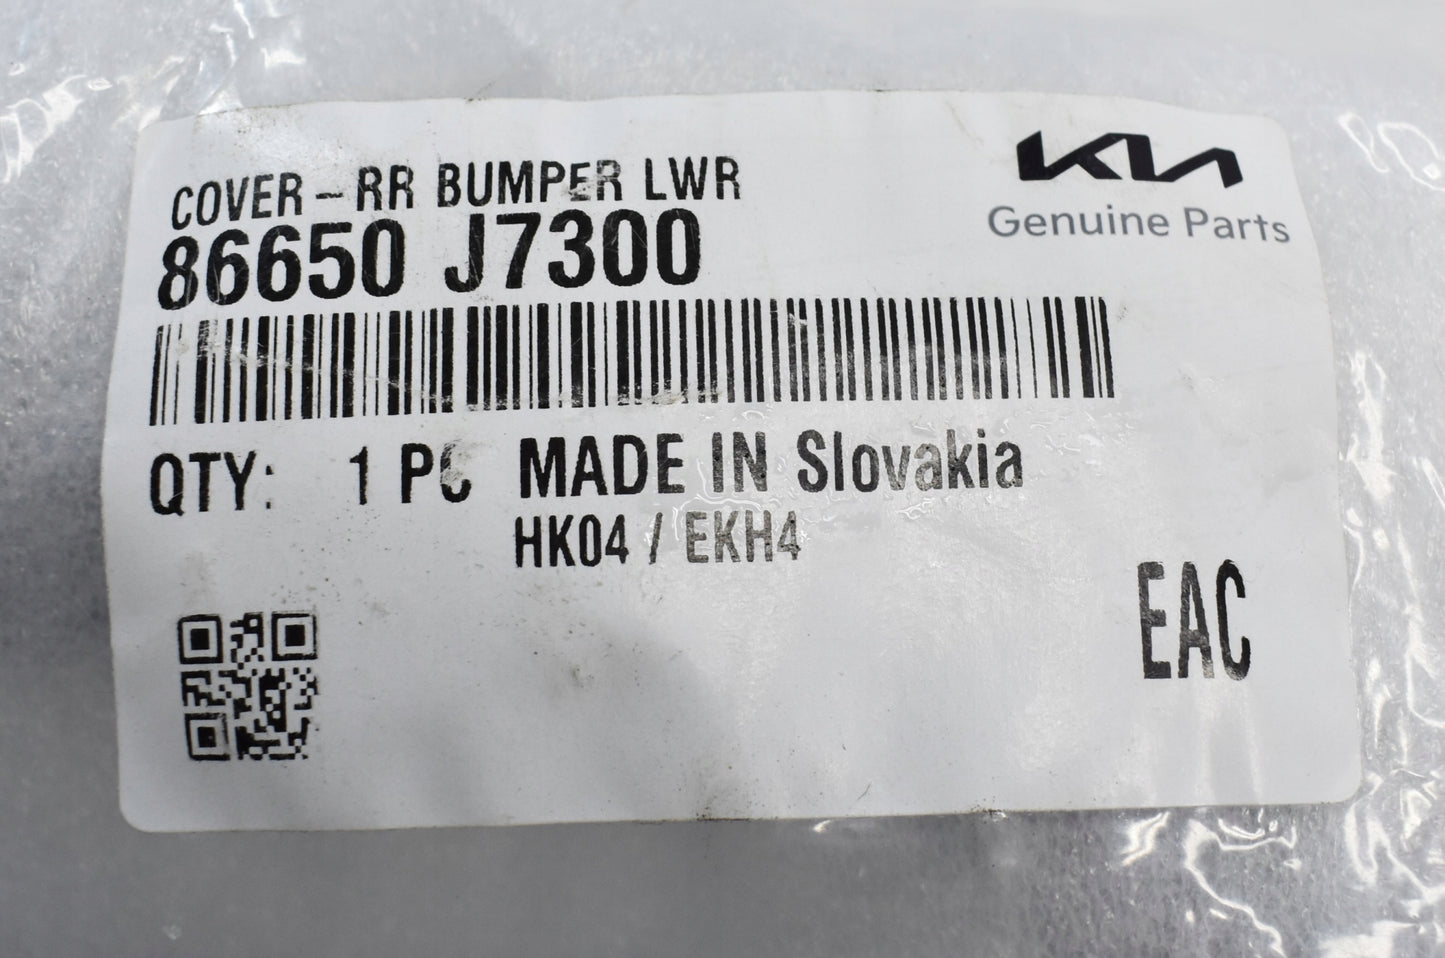 COVER-RR BUMPER LWR
86650 J7300
KIA
Genuine Parts
QTY: 1 PC MADE IN Slovakia
HK04 / EKH4
EAC